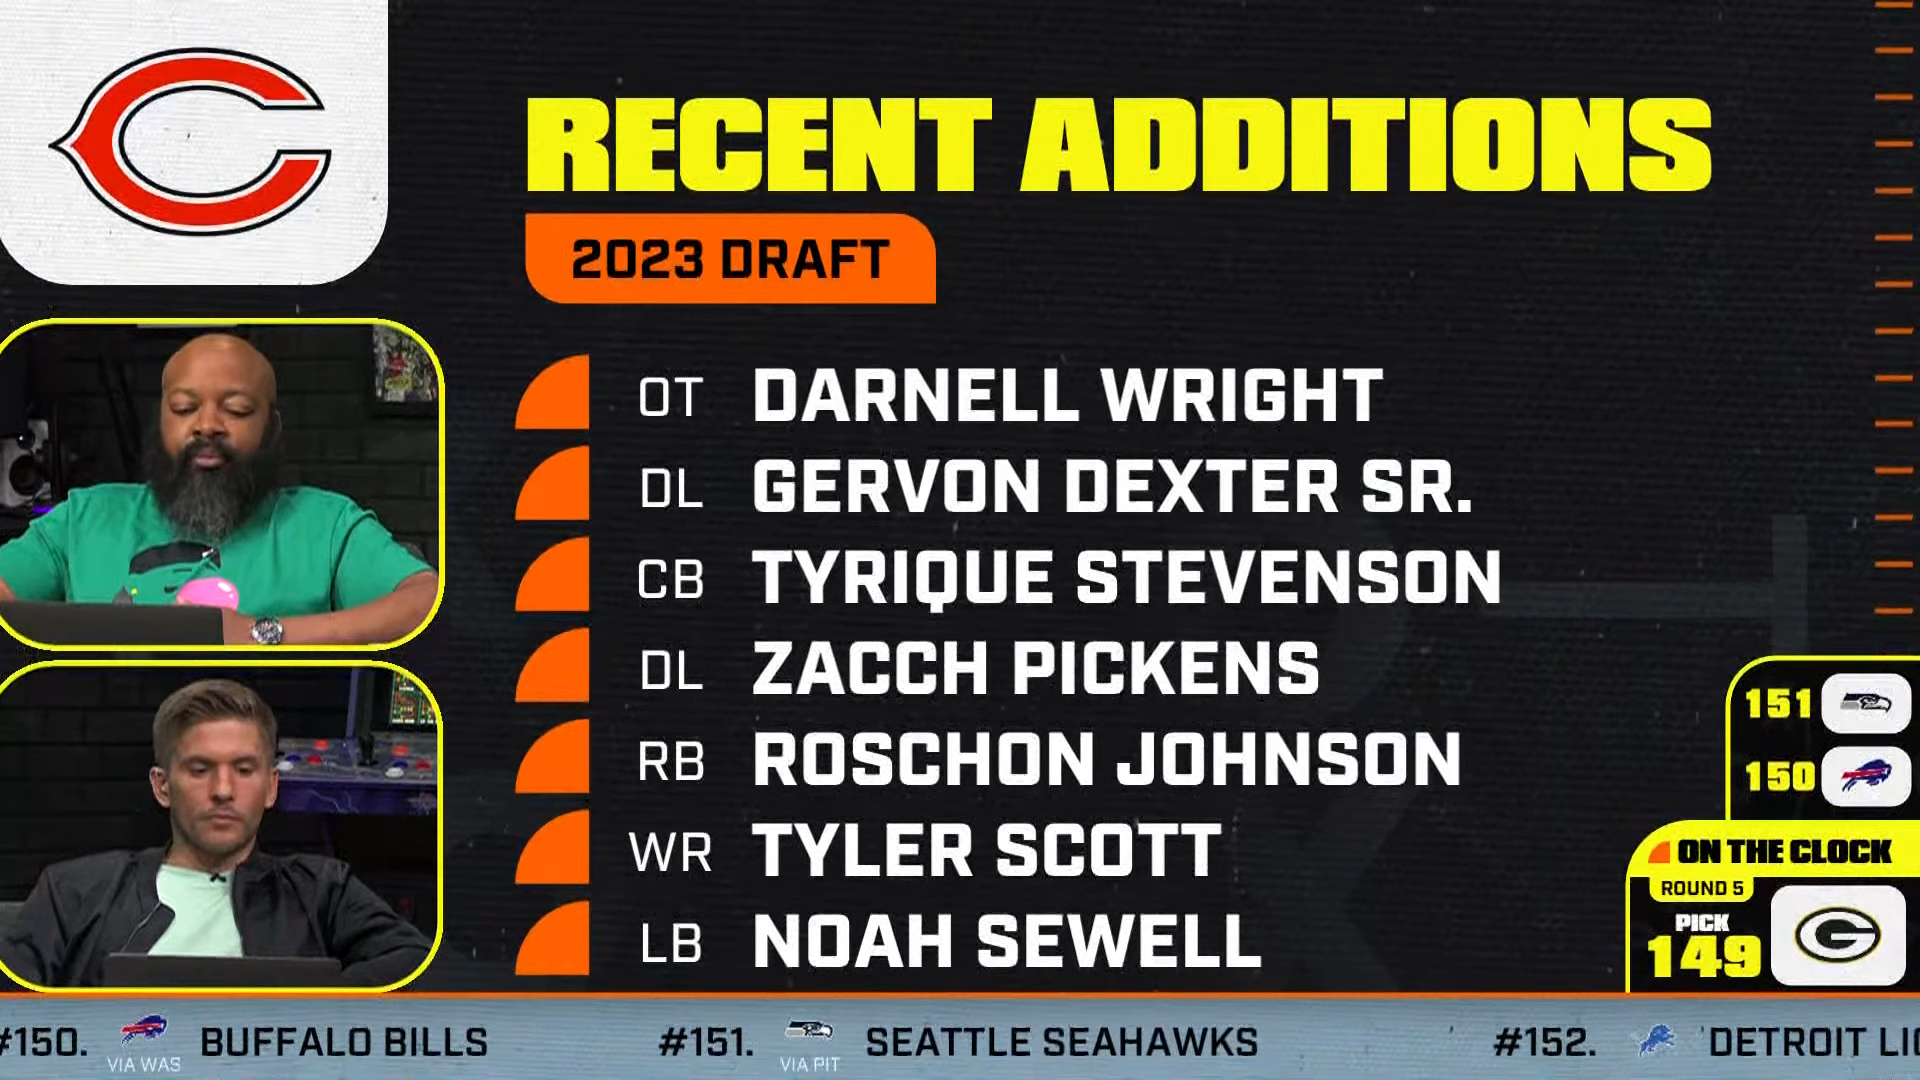 RECENT ADDITIONS
2023 DRAFT
OT DARNELL WRIGHT
DL GERVON DEXTER SR.
CB TYRIQUE STEVENSON
DL ZACCH PICKENS
RB ROSCHON JOHNSON
WR TYLER SCOTT
LB NOAH SEWELL
151
150
ON THE CLOCK
ROUND 5
PICK
149
#150. VIA WAS BUFFALO BILLS #151. VIA PIT SEATTLE SEAHAWKS #152. DETROIT LIO